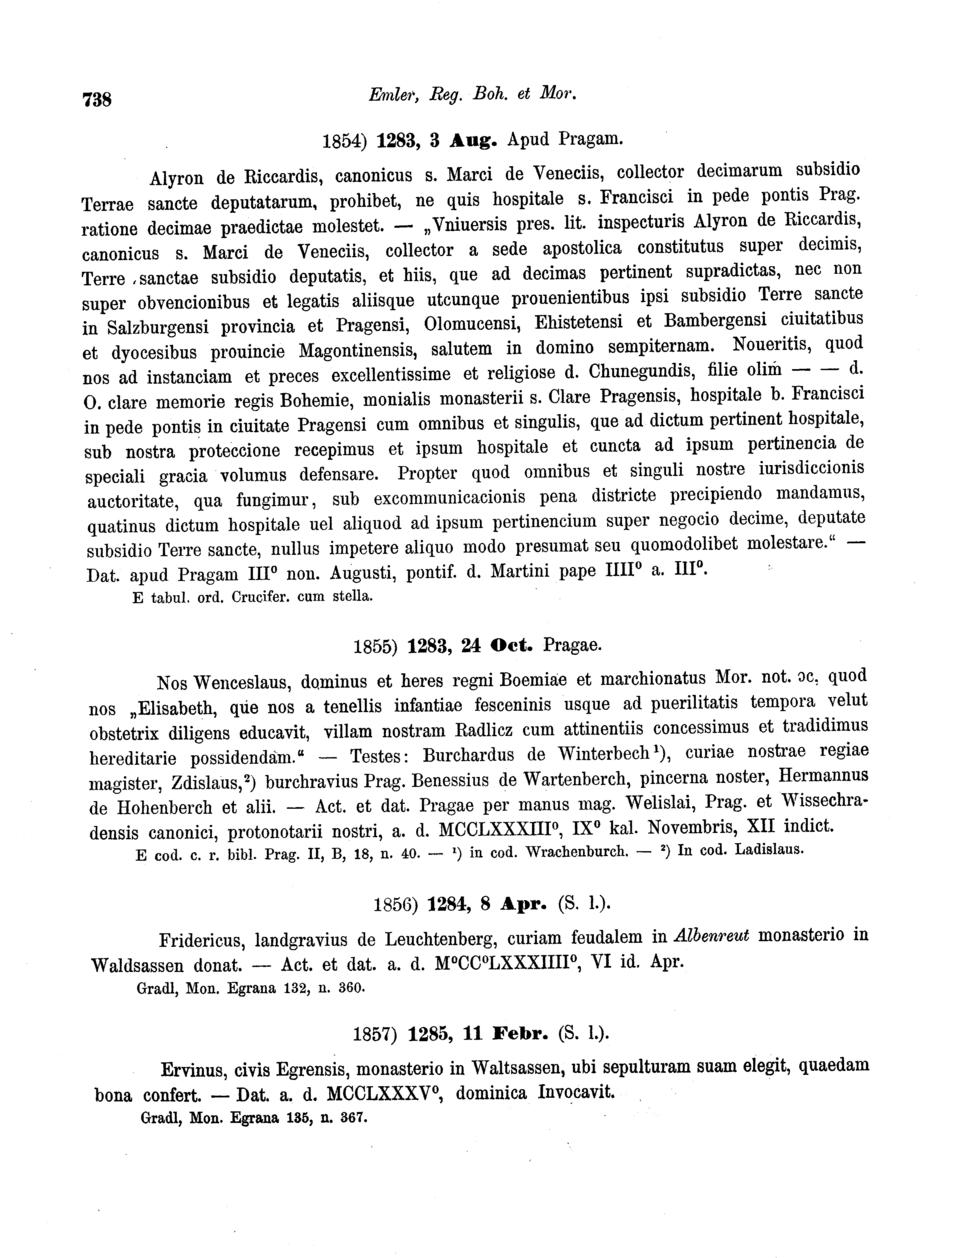 738
Emler, Reg. Boh. et Mor.
1854) 1283, 3 Aug. Apud Pragam.
Alyron de Riccardis, canonicus s. Marci de Veneciis, collector decimarum subsidio
Terrae sancte deputatarum, prohibet, ne quis hospitale s. Francisci in pede pontis Prag.
ratione decimae praedictae molestet. — „Vniuersis pres. lit. inspecturis Alyron de Riccardis,
canonicus s. Marci de Veneciis, collector a sede apostolica constitutus super decimis,
Terre sanctae subsidio deputatis, et hiis, que ad decimas pertinent supradictas, nec non
super obvencionibus et legatis aliisque utcunque prouenientibus ipsi subsidio Terre sancte
in Salzburgensi provincia et Pragensi, Olomucensi, Ehistetensi et Bambergensi ciuitatibus
et dyocesibus prouincie Magontinensis, salutem in domino sempiternam. Noueritis, quod
nos ad instanciam et preces excellentissime et religiose d. Chunegundis, filie olim — — d.
O. clare memorie regis Bohemie, monialis monasterii s. Clare Pragensis, hospitale b. Francisci
in pede pontis in ciuitate Pragensi cum omnibus et singulis, que ad dictum pertinent hospitale,
sub nostra proteccione recepimus et ipsum hospitale et cuncta ad ipsum pertinencia de
speciali gracia volumus defensare. Propter quod omnibus et singuli nostre iurisdiccionis
auctoritate, qua fungimur, sub excommunicacionis pena districte precipiendo mandamus,
quatinus dictum hospitale uel aliquod ad ipsum pertinencium super negocio decime, deputate
subsidio Terre sancte, nullus impetere aliquo modo presumat seu quomodolibet molestare.“ —
Dat. apud Pragam III⁰ non. Augusti, pontif. d. Martini pape IIII⁰ a. III⁰.
E tabul. ord. Crucifer. cum stella.
1855) 1283, 24 Oct. Pragae.
Nos Wenceslaus, dominus et heres regni Boemiae et marchionatus Mor. not. ꝛc. quod
nos „Elisabeth, que nos a tenellis infantiae fesceninis usque ad puerilitatis tempora velut
obstetrix diligens educavit, villam nostram Radlicz cum attinentiis concessimus et tradidimus
hereditarie possidendam.“ — Testes: Burchardus de Winterbech¹), curiae nostrae regiae
magister, Zdislaus,²) burchravius Prag. Benessius de Wartenberch, pincerna noster, Hermannus
de Hohenberch et alii. — Act. et dat. Pragae per manus mag. Welislai, Prag. et Wissechra-
densis canonici, protonotarii nostri, a. d. MCCLXXXIII⁰, IX⁰ kal. Novembris, XII indict.
E cod. c. r. bibl. Prag. II, B, 18, n. 40. — ¹) in cod. Wrachenburch. — ²) In cod. Ladislaus.
1856) 1284, 8 Apr. (S. l.).
Fridericus, landgravius de Leuchtenberg, curiam feudalem in Albenreut monasterio in
Waldsassen donat. — Act. et dat. a. d. M⁰CC⁰LXXXIIII⁰, VI id. Apr.
Gradl, Mon. Egrana 132, n. 360.
1857) 1285, 11 Febr. (S. l.).
Ervinus, civis Egrensis, monasterio in Waltsassen, ubi sepulturam suam elegit, quaedam
bona confert. — Dat. a. d. MCCLXXXV⁰, dominica Invocavit.
Gradl, Mon. Egrana 135, n. 367.